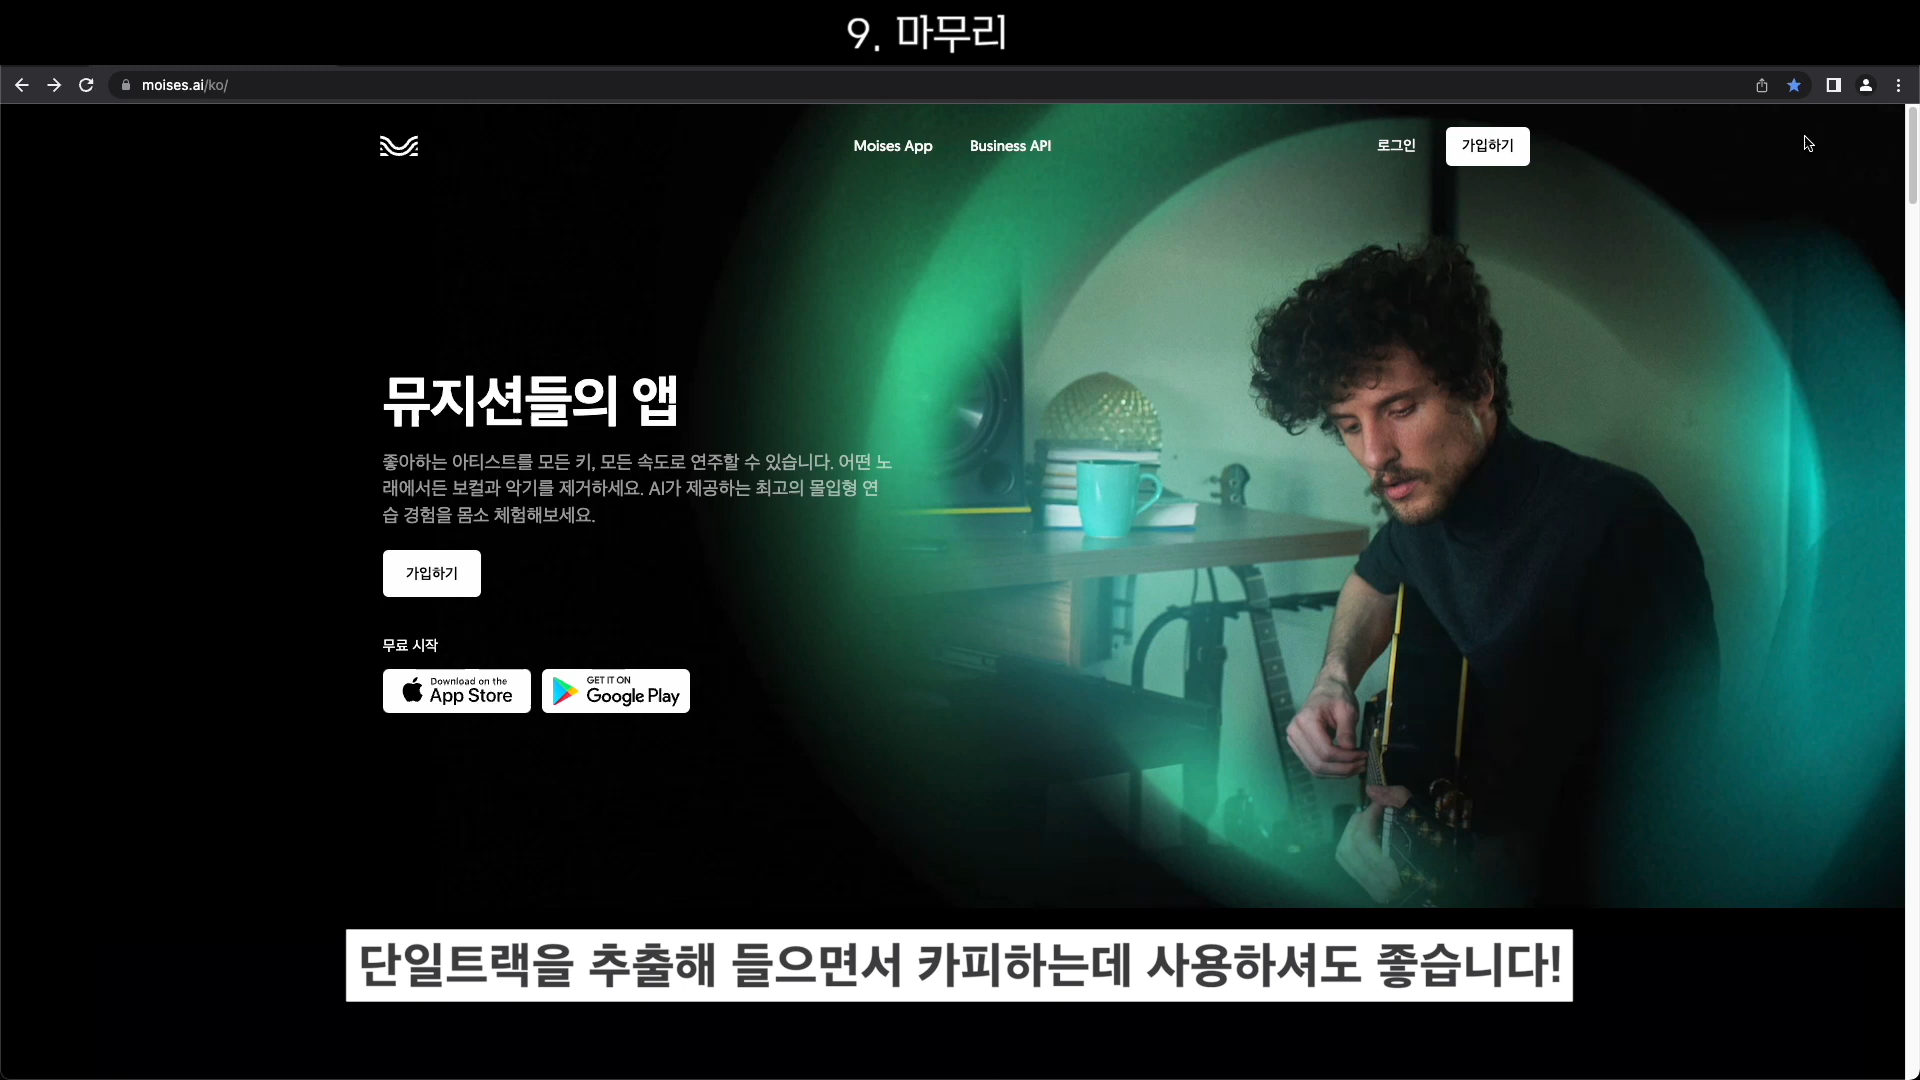 9. 마무리
moises.ai/ko/
Moises App
Business API
로그인
가입하기
뮤지션들의 앱
좋아하는 아티스트를 모든 키, 모든 속도로 연주할 수 있습니다. 어떤 노
래에서든 보컬과 악기를 제거하세요. AI가 제공하는 최고의 몰입형 연
습 경험을 몸소 체험해보세요.
가입하기
무료 시작
Download on the
App Store
GET IT ON
Google Play
단일트랙을 추출해 들으면서 카피하는데 사용하셔도 좋습니다!